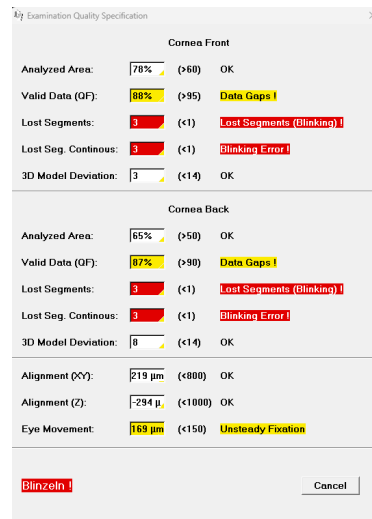 Examination Quality Specification
Cornea Front
Analyzed Area: 78% (>60) OK
Valid Data (QF): 88% (>95) Data Gaps !
Lost Segments: 3 (<1) Lost Segments (Blinking) !
Lost Seg. Continous: 3 (<1) Blinking Error !
3D Model Deviation: 3 (<14) OK
Cornea Back
Analyzed Area: 65% (>50) OK
Valid Data (QF): 87% (>90) Data Gaps !
Lost Segments: 3 (<1) Lost Segments (Blinking) !
Lost Seg. Continous: 3 (<1) Blinking Error !
3D Model Deviation: 8 (<14) OK
Alignment (XY): 219 µm (<800) OK
Alignment (Z): -294 µ (<1000) OK
Eye Movement: 169 µm (<150) Unsteady Fixation
Blinzeln ! Cancel